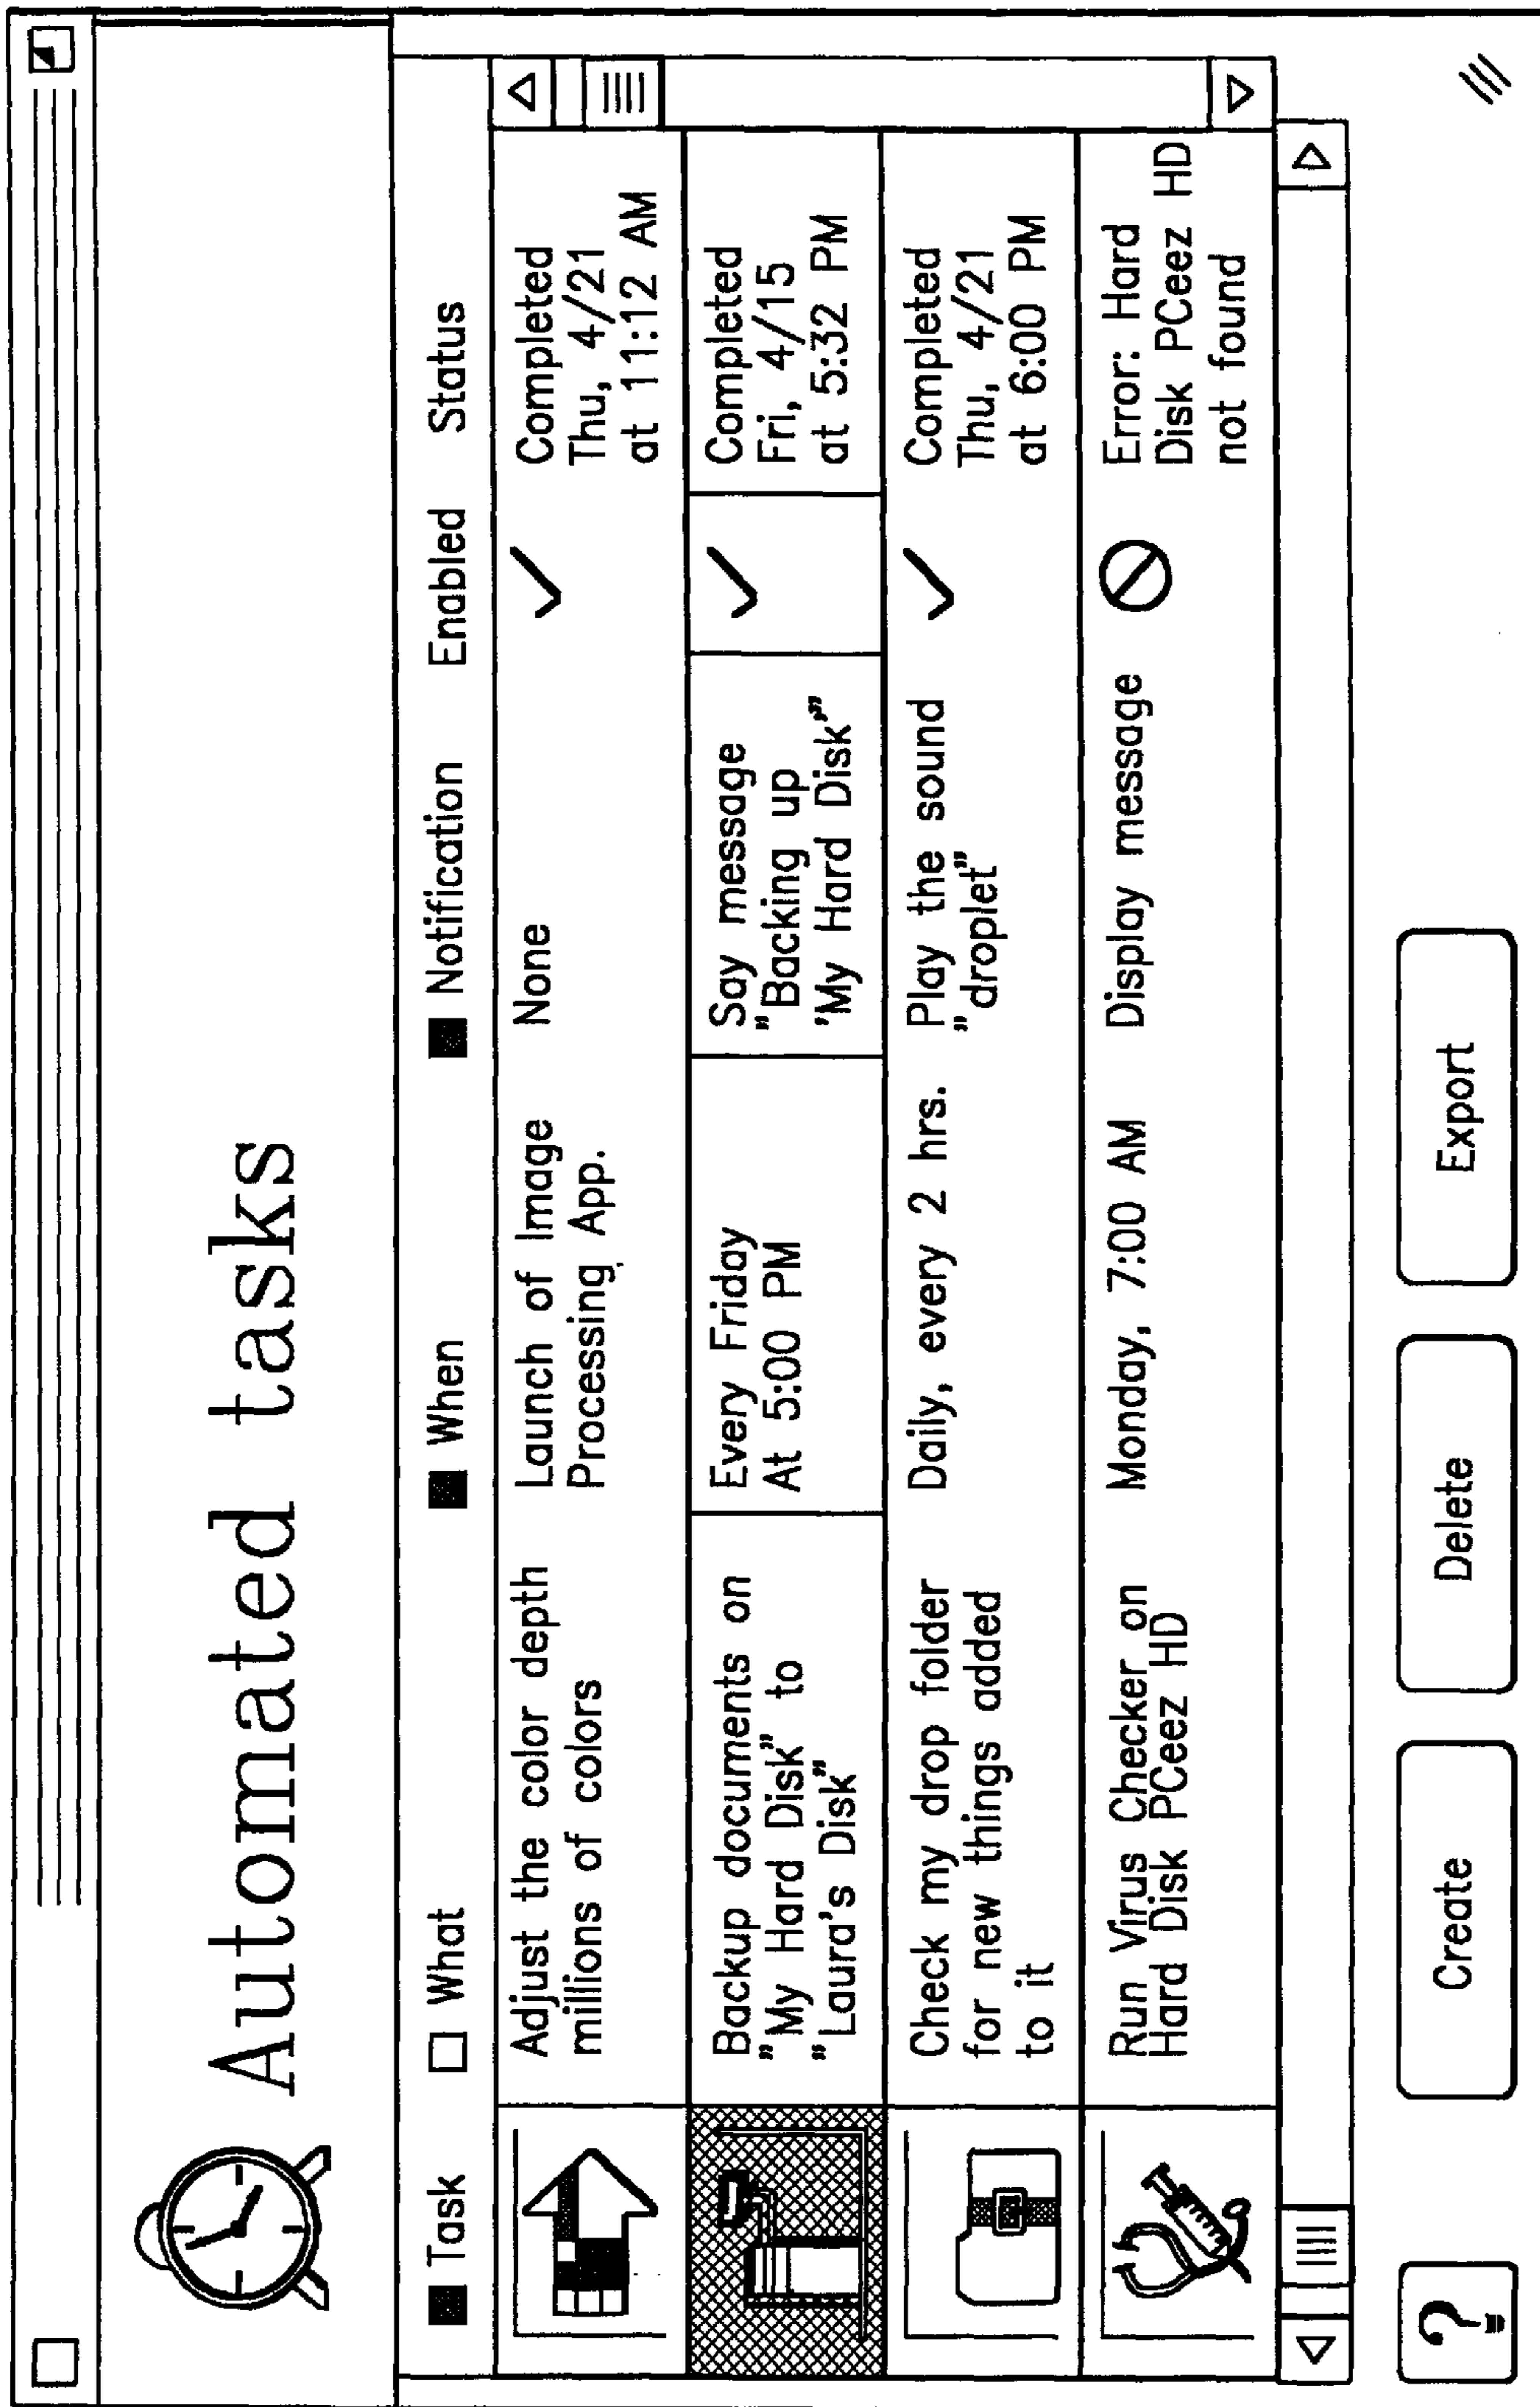 Automated tasks
Task What When Notification Enabled Status
Adjust the color depth
millions of colors
Launch of Image
Processing App.
None
Completed
Thu, 4/21
at 11:12 AM
Backup documents on
"My Hard Disk" to
"Laura's Disk"
Every Friday
At 5:00 PM
Say message
"Backing up
'My Hard Disk'"
Completed
Fri, 4/15
at 5:32 PM
Check my drop folder
for new things added
to it
Daily, every 2 hrs.
Play the sound
"droplet"
Completed
Thu, 4/21
at 6:00 PM
Run Virus Checker on
Hard Disk PCeez HD
Monday, 7:00 AM
Display message
Error: Hard
Disk PCeez HD
not found
? Create Delete Export